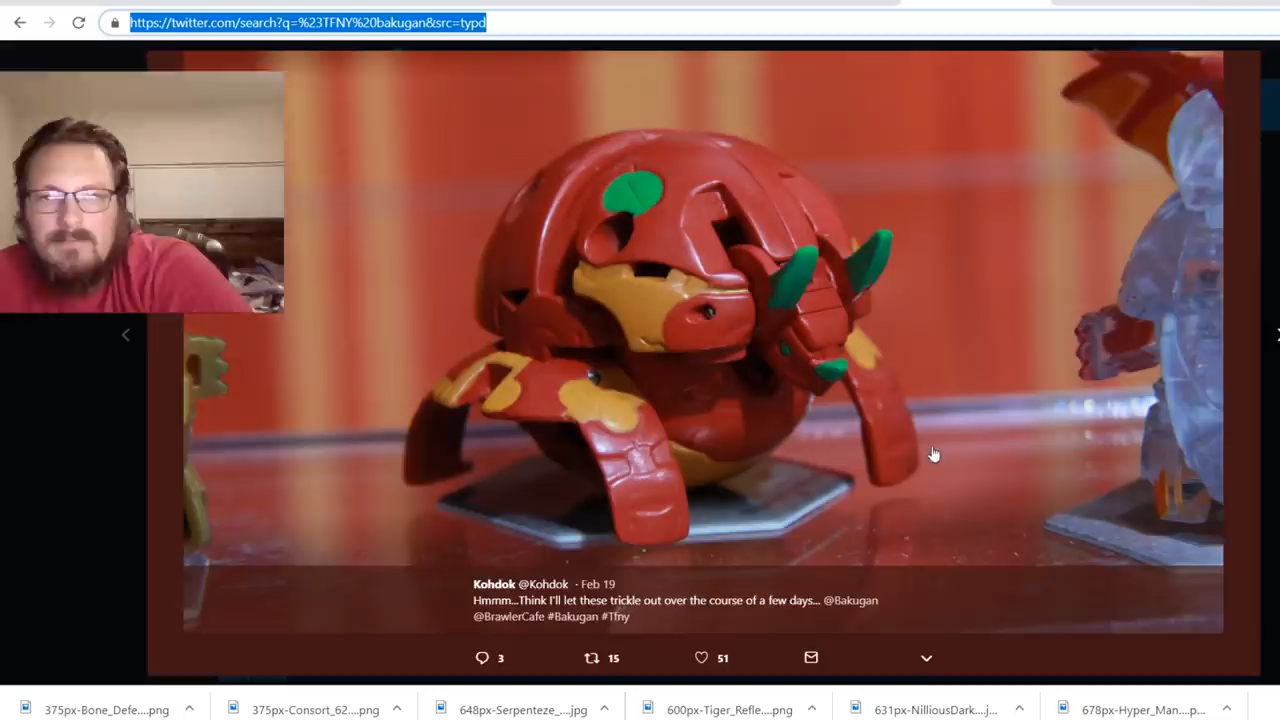 https://twitter.com/search?q=%23TFNY%20bakugan&src=typd
Kohdok @Kohdok · Feb 19
Hmmm...Think I'll let these trickle out over the course of a few days... @Bakugan
@BrawlerCafe #Bakugan #Tfny
3 15 51
375px-Bone_Defe....png 375px-Consort_62....png 648px-Serpenteze_....jpg 600px-Tiger_Refle....png 631px-NilliousDark....j... 678px-Hyper_Man....p...